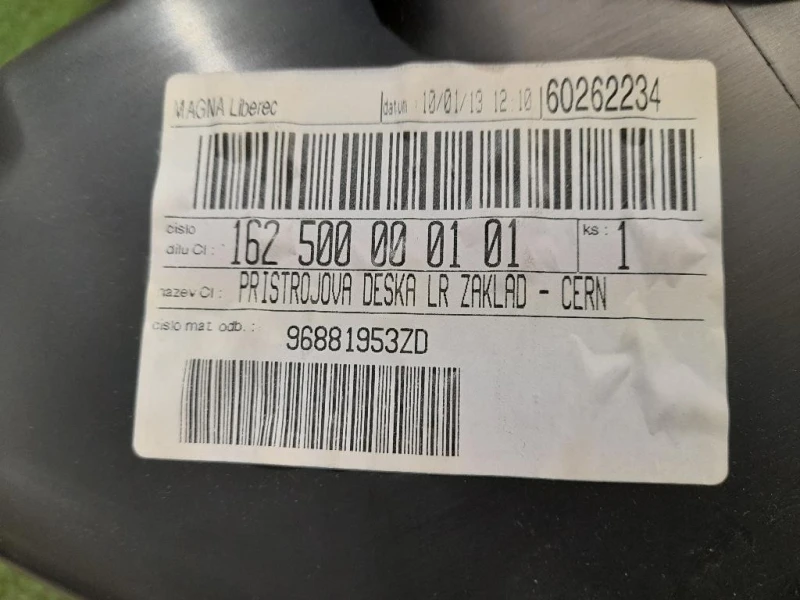 MAGNA Liberec datum 10/01/13 12:10 60262234
cislo
dilu CI : 162 500 00 01 01 ks : 1
nazev CI : PRISTROJOVA DESKA LR ZAKLAD - CERN
cislo mat. odb. : 96881953ZD